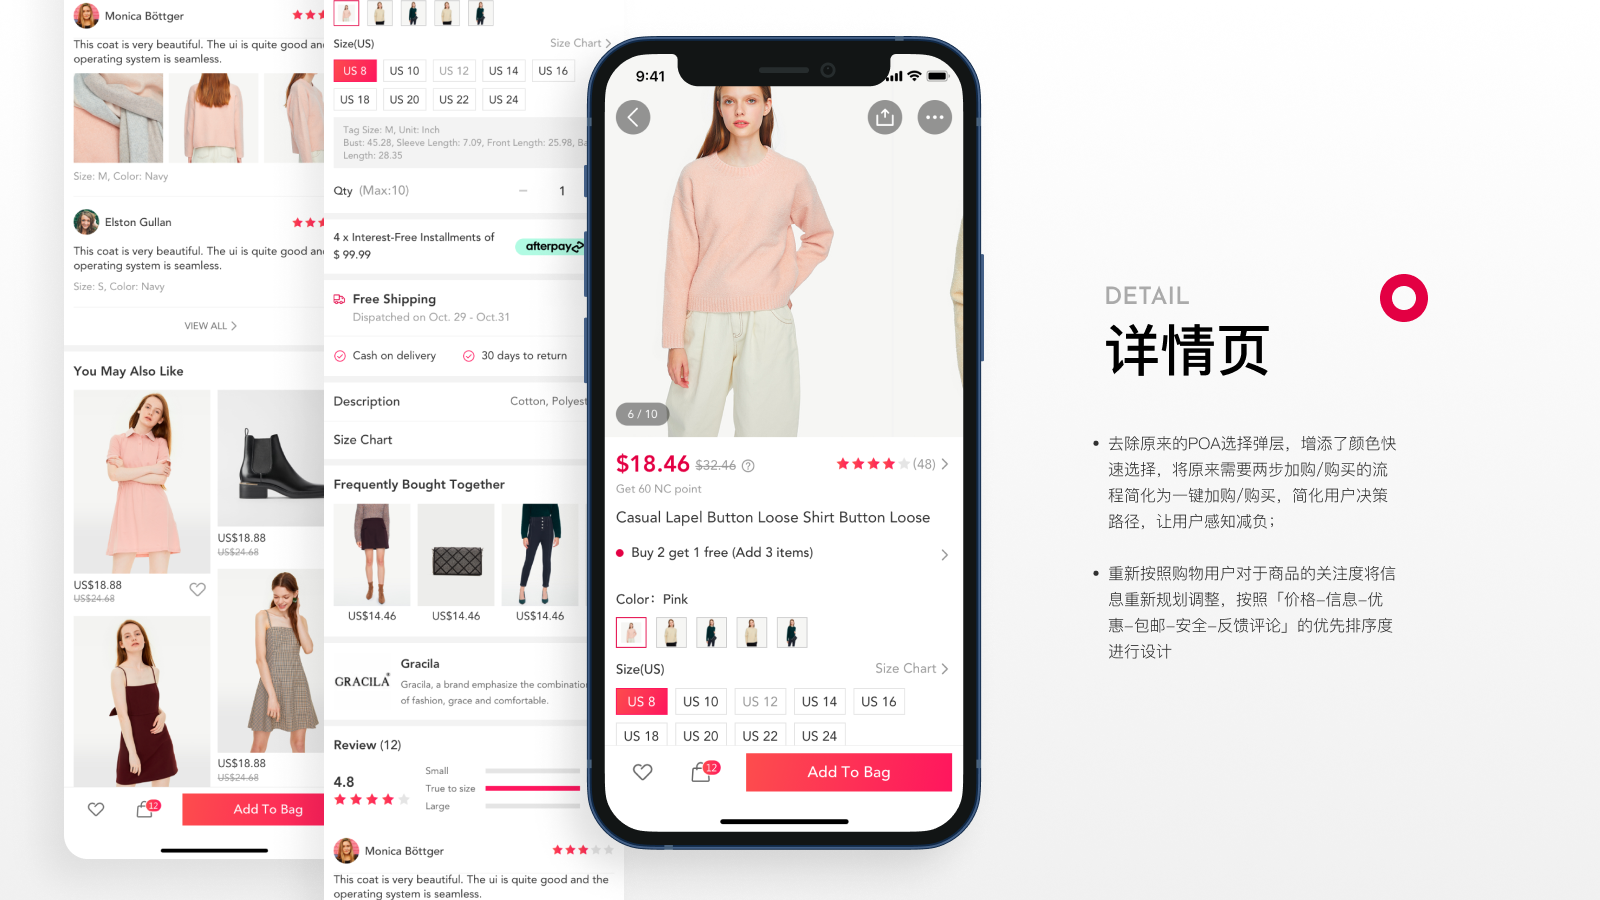 Monica Böttger
This coat is very beautiful. The ui is quite good an
operating system is seamless.
Size: M, Color: Navy
Elston Gullan
This coat is very beautiful. The ui is quite good an
operating system is seamless.
Size: S, Color: Navy
VIEW ALL
You May Also Like
US$18.88
US$24.68
US$18.88
US$24.68
US$18.88
US$24.68
12
Add To Bag
Size(US)
Size Chart
US 8
US 10
US 12
US 14
US 16
US 18
US 20
US 22
US 24
Tag Size: M, Unit: Inch
Bust: 45.28, Sleeve Length: 7.09, Front Length: 25.98, Ba
Length: 28.35
Qty (Max:10)
1
4 x Interest-Free Installments of
$ 99.99
afterpay
Free Shipping
Dispatched on Oct. 29 - Oct.31
Cash on delivery
30 days to return
Description
Cotton, Polyest
Size Chart
Frequently Bought Together
US$14.46
US$14.46
US$14.46
GRACILA
Gracila
Gracila, a brand emphasize the combination
of fashion, grace and comfortable.
Review (12)
4.8
Small
True to size
Large
Monica Böttger
This coat is very beautiful. The ui is quite good and the
operating system is seamless.
9:41
6 / 10
$18.46 $32.46
(48)
Get 60 NC point
Casual Lapel Button Loose Shirt Button Loose
Buy 2 get 1 free (Add 3 items)
Color: Pink
Size(US)
Size Chart
US 8
US 10
US 12
US 14
US 16
US 18
US 20
US 22
US 24
12
Add To Bag
DETAIL
详情页
• 去除原来的POA选择弹层，增添了颜色快
速选择，将原来需要两步加购/购买的流
程简化为一键加购/购买，简化用户决策
路径，让用户感知减负；
• 重新按照购物用户对于商品的关注度将信
息重新规划调整，按照「价格–信息–优
惠–包邮–安全–反馈评论」的优先排序度
进行设计